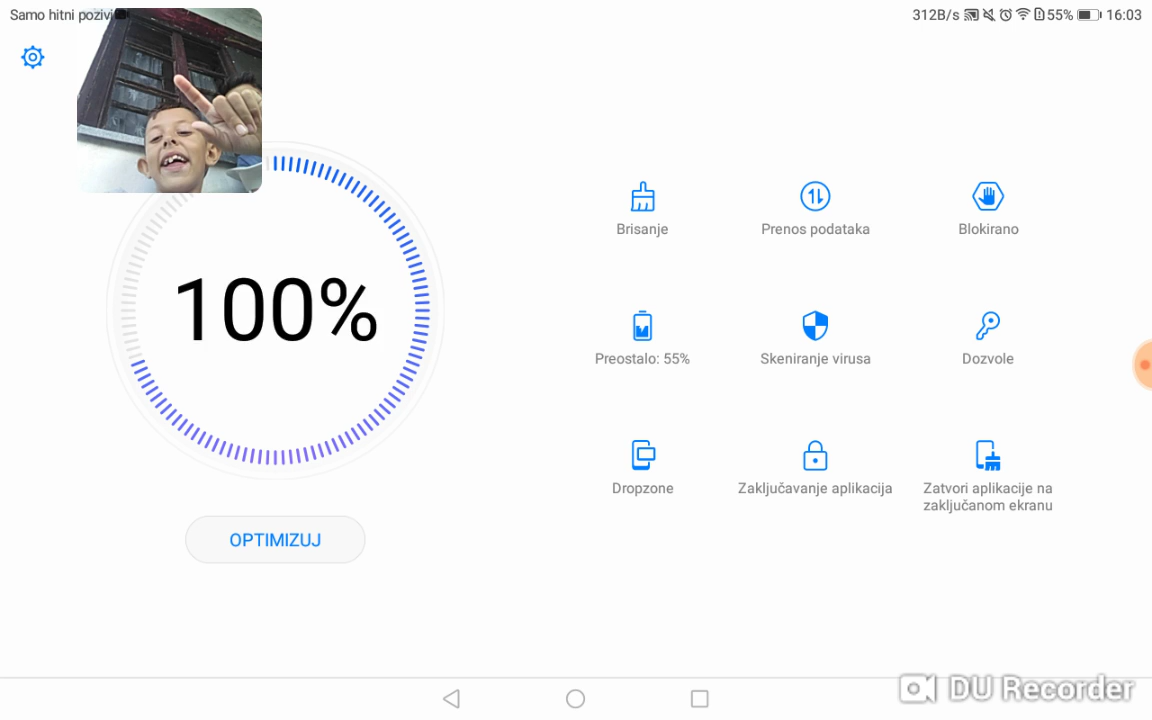 Samo hitni pozivi
312B/s 55% 16:03
100%
OPTIMIZUJ
Brisanje
Prenos podataka
Blokirano
Preostalo: 55%
Skeniranje virusa
Dozvole
Dropzone
Zaključavanje aplikacija
Zatvori aplikacije na
zaključanom ekranu
DU Recorder